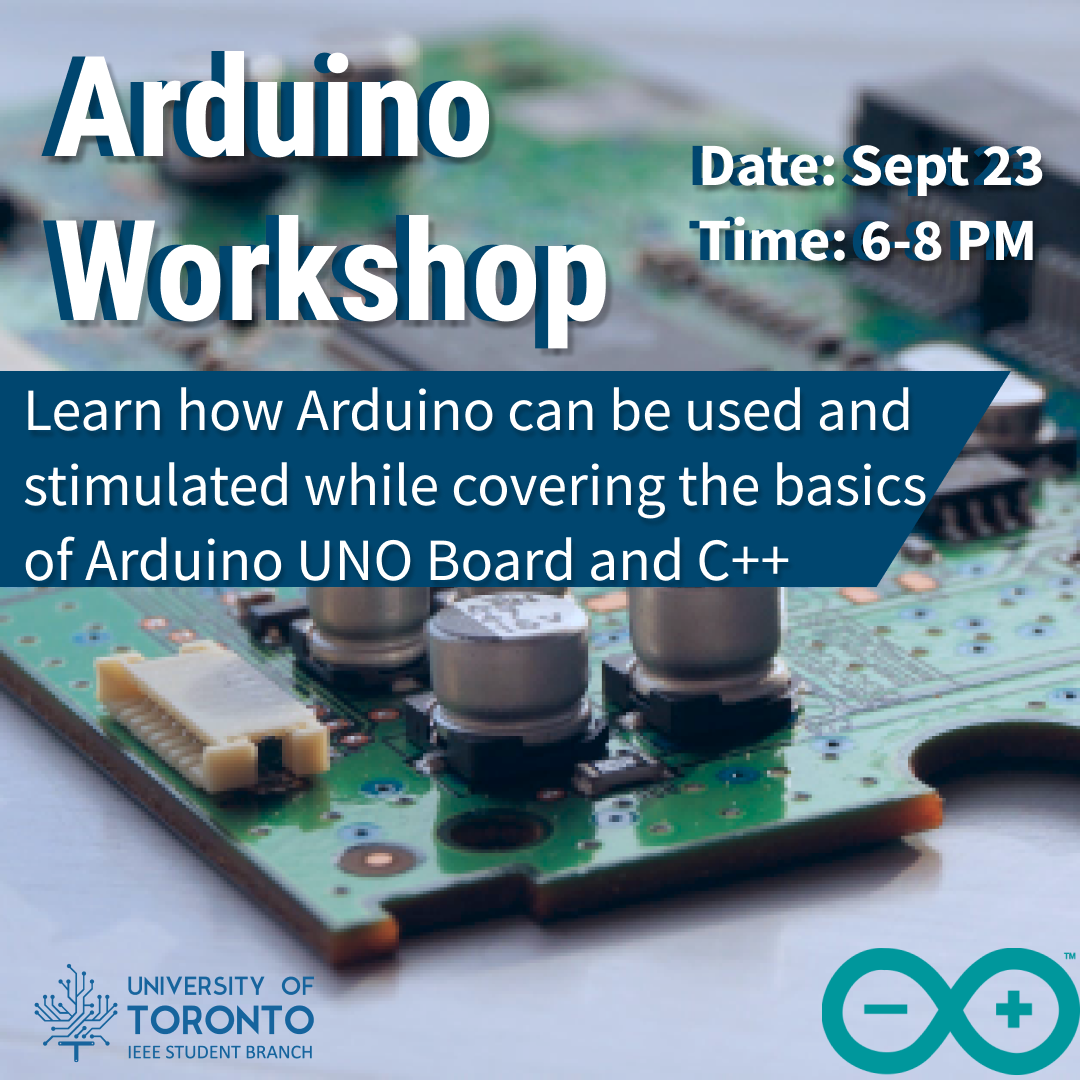 Arduino
Workshop
Date: Sept 23
Time: 6-8 PM
Learn how Arduino can be used and
stimulated while covering the basics
of Arduino UNO Board and C++
UNIVERSITY OF
TORONTO
IEEE STUDENT BRANCH
TM